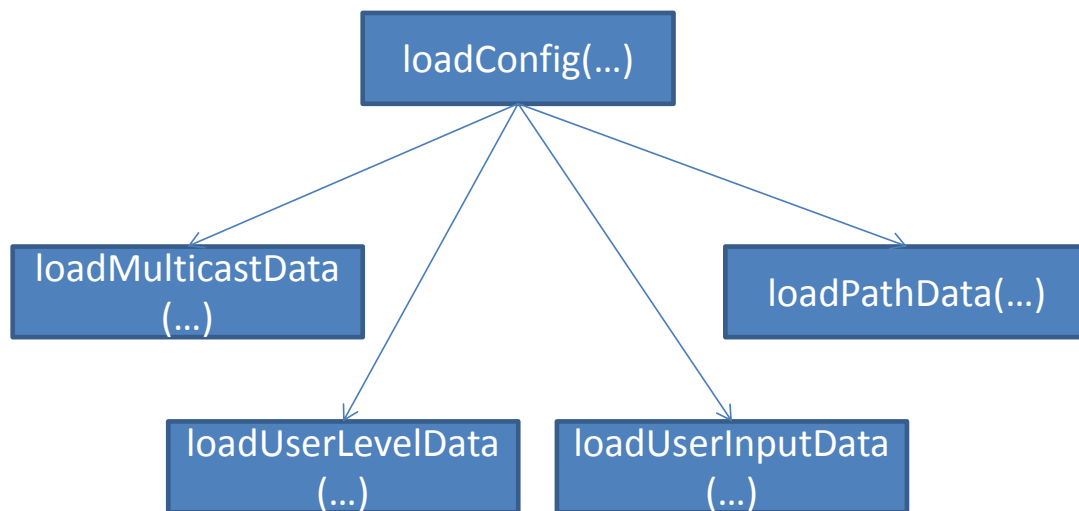 loadConfig(…)
loadMulticastData
(…)
loadPathData(…)
loadUserLevelData
(…)
loadUserInputData
(…)